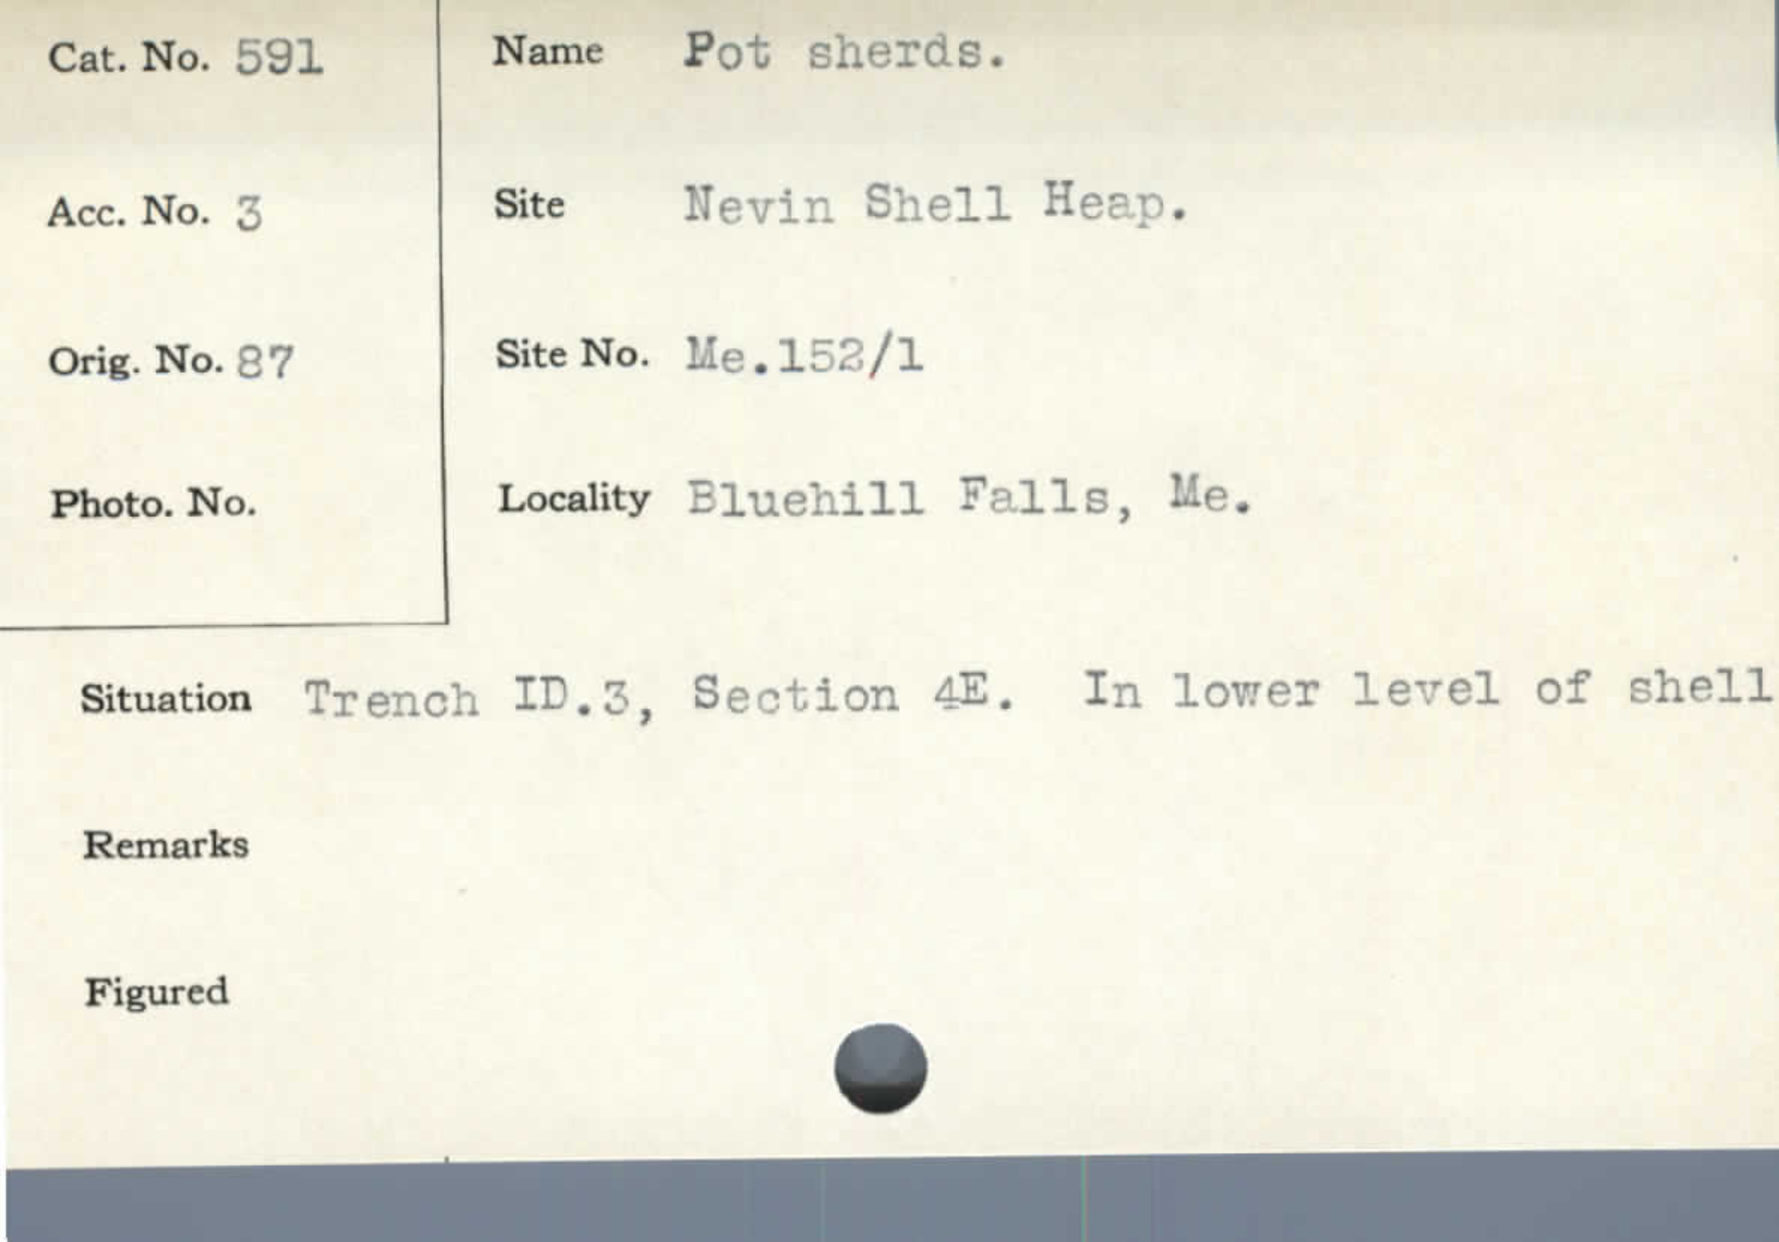 Cat. No. 591
Name Pot sherds.
Acc. No. 3
Site Nevin Shell Heap.
Orig. No. 87
Site No. Me.152/1
Photo. No.
Locality Bluehill Falls, Me.
Situation Trench ID.3, Section 4E. In lower level of shell
Remarks
Figured